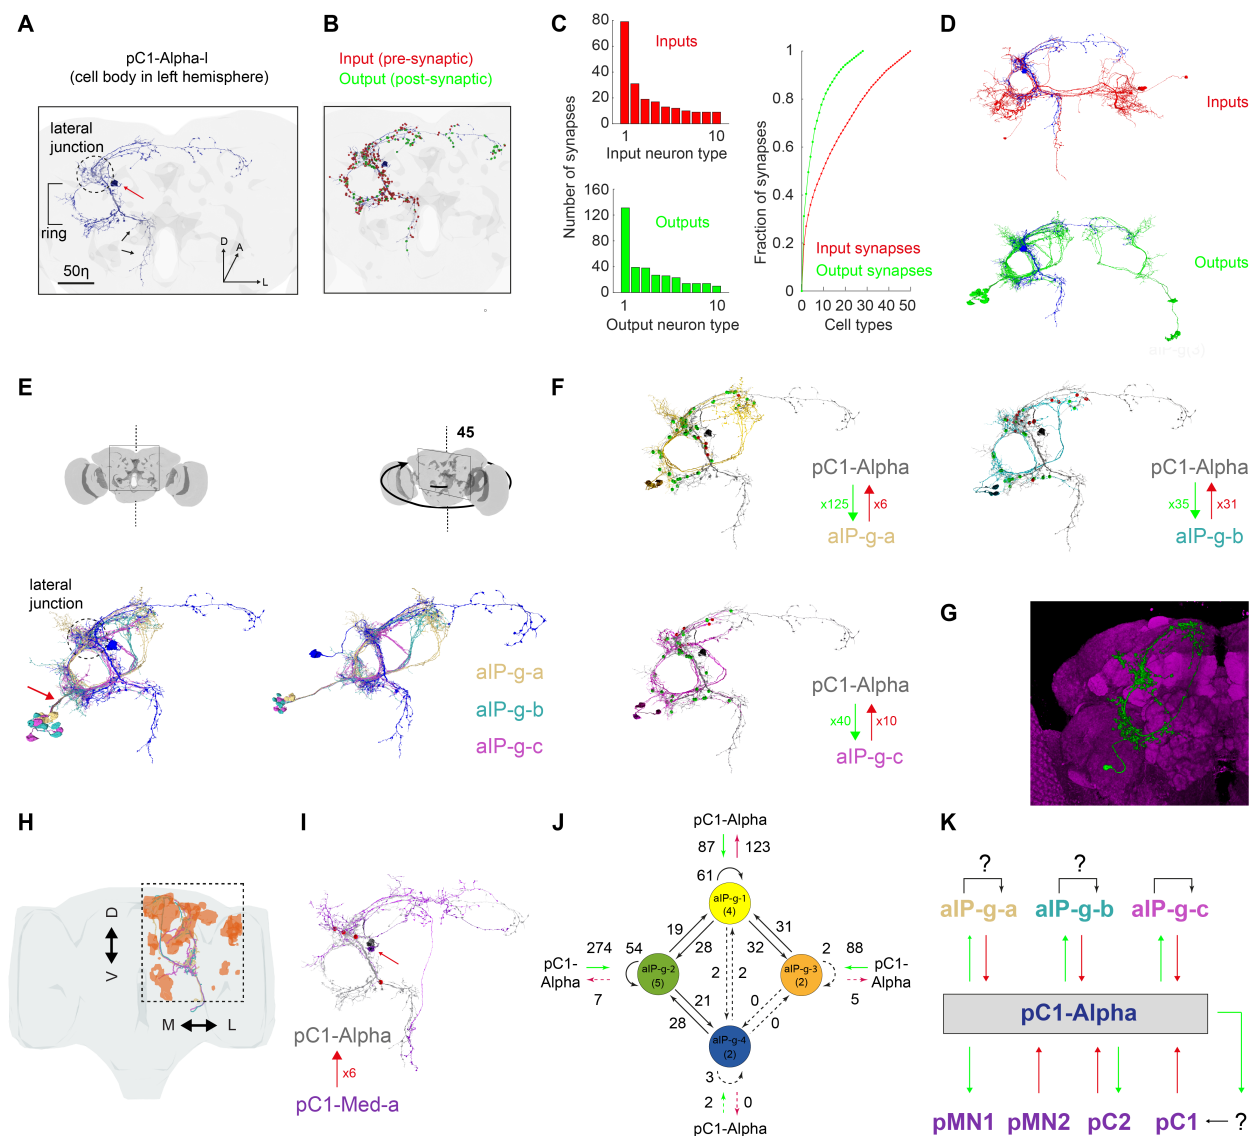 A
pC1-Alpha-l
(cell body in left hemisphere)
lateral
junction
ring
50η
D
A
L
B
Input (pre-synaptic)
Output (post-synaptic)
C
Number of synapses
80
60
40
20
0
Inputs
1
10
Input neuron type
160
120
80
40
0
Outputs
1
10
Output neuron type
Fraction of synapses
1
0.8
0.6
0.4
0.2
0
Input synapses
Output synapses
0
10
20
30
40
50
Cell types
D
Inputs
Outputs
E
45
lateral
junction
aIP-g-a
aIP-g-b
aIP-g-c
F
pC1-Alpha
x125
x6
aIP-g-a
pC1-Alpha
x35
x31
aIP-g-b
pC1-Alpha
x40
x10
aIP-g-c
G
H
D
V
M
L
I
pC1-Alpha
x6
pC1-Med-a
J
pC1-Alpha
87
123
61
aIP-g-1
(4)
19
28
31
32
274
54
2
88
pC1-
Alpha
aIP-g-2
(5)
2
2
aIP-g-3
(2)
pC1-
Alpha
7
5
21
28
0
0
aIP-g-4
(2)
3
2
0
pC1-Alpha
K
?
?
aIP-g-a
aIP-g-b
aIP-g-c
pC1-Alpha
pMN1
pMN2
pC2
pC1
?